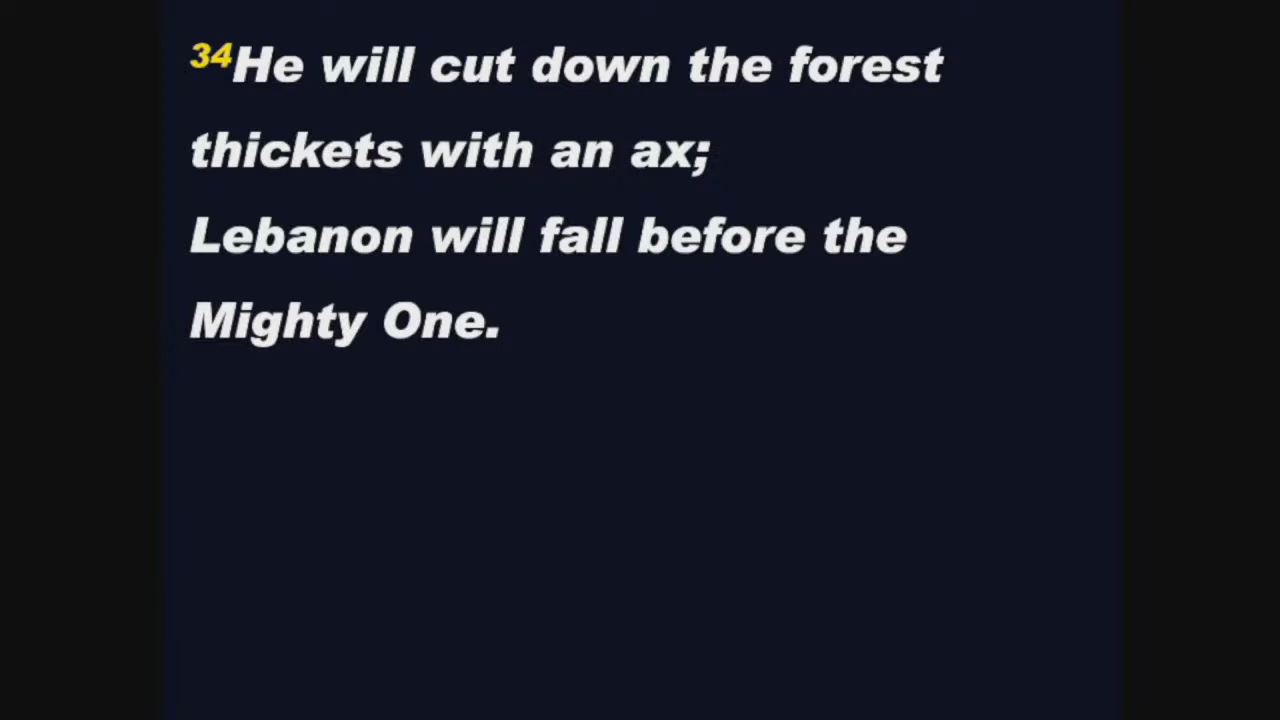 34He will cut down the forest
thickets with an ax;
Lebanon will fall before the
Mighty One.